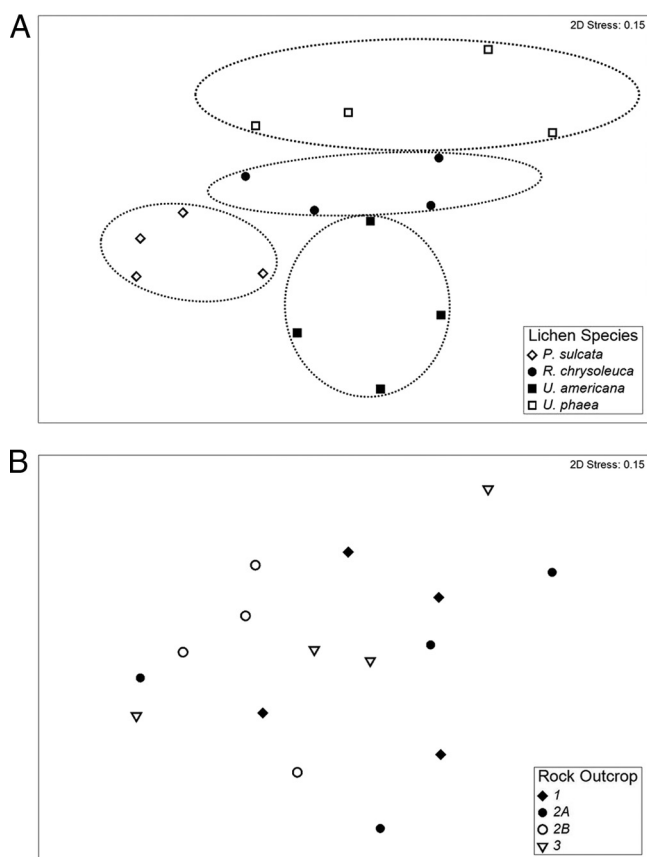 A
2D Stress: 0.15
Lichen Species
P. sulcata
R. chrysoleuca
U. americana
U. phaea
B
2D Stress: 0.15
Rock Outcrop
1
2A
2B
3